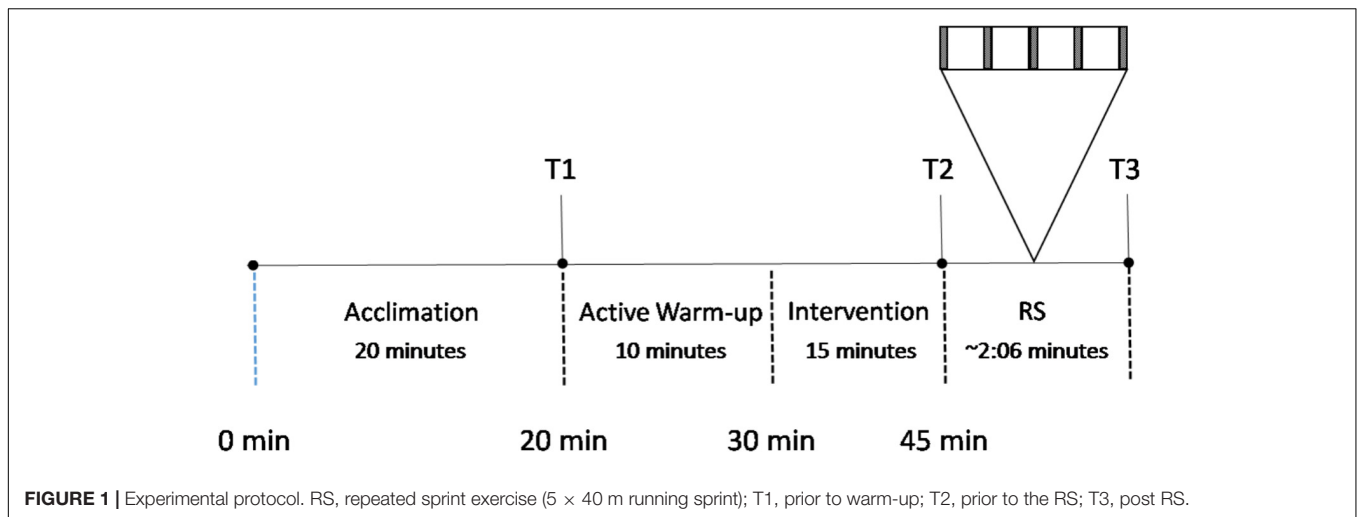 T1 T2 T3
Acclimation Active Warm-up Intervention RS
20 minutes 10 minutes 15 minutes ~2:06 minutes
0 min 20 min 30 min 45 min
FIGURE 1 | Experimental protocol. RS, repeated sprint exercise (5 × 40 m running sprint); T1, prior to warm-up; T2, prior to the RS; T3, post RS.